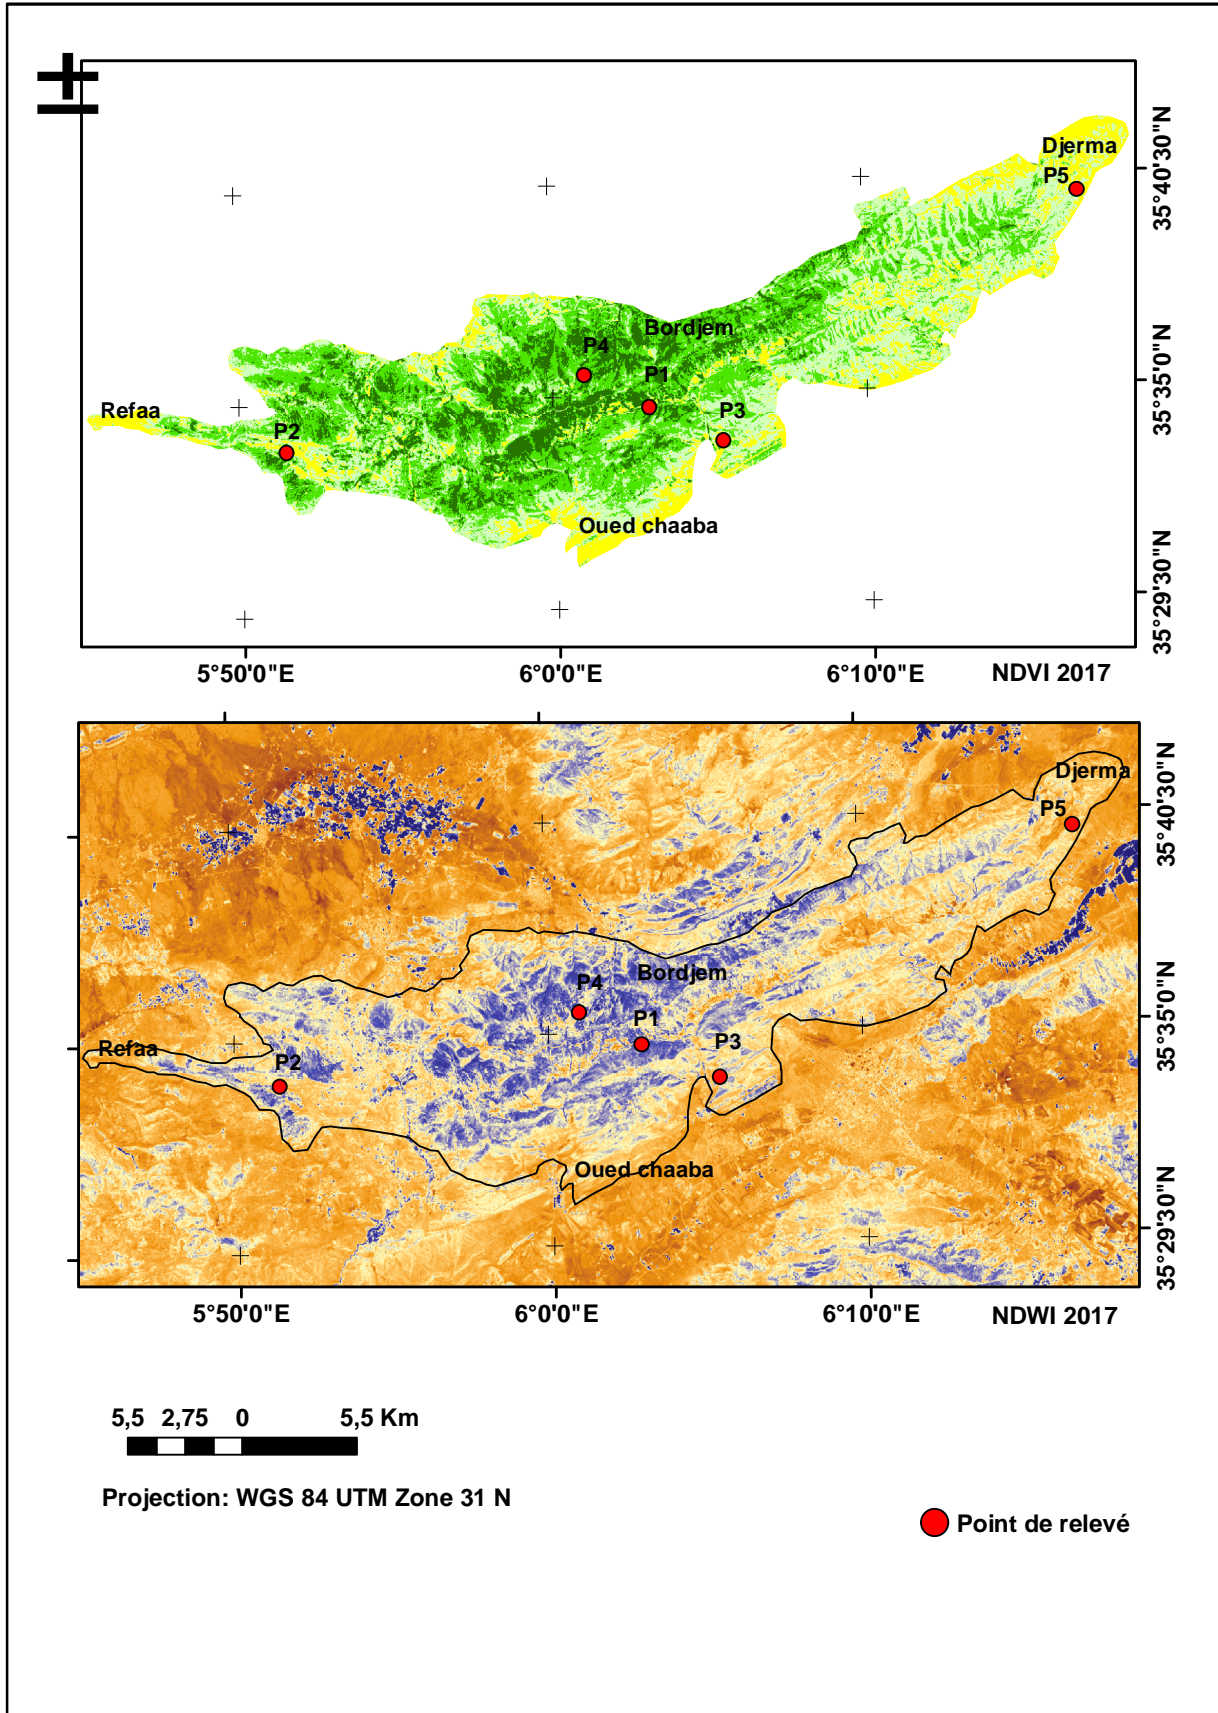 Djerma
P5
35°40'30"N
Bordjem
P4
35°35'0"N
P1
Refaa
P3
P2
Oued chaaba
35°29'30"N
5°50'0"E
6°0'0"E
6°10'0"E
NDVI 2017
Djerma
P5
35°40'30"N
Bordjem
P4
35°35'0"N
P1
Refaa
P3
P2
Oued chaaba
35°29'30"N
5°50'0"E
6°0'0"E
6°10'0"E
NDWI 2017
5,5 2,75 0 5,5 Km
Projection: WGS 84 UTM Zone 31 N
Point de relevé